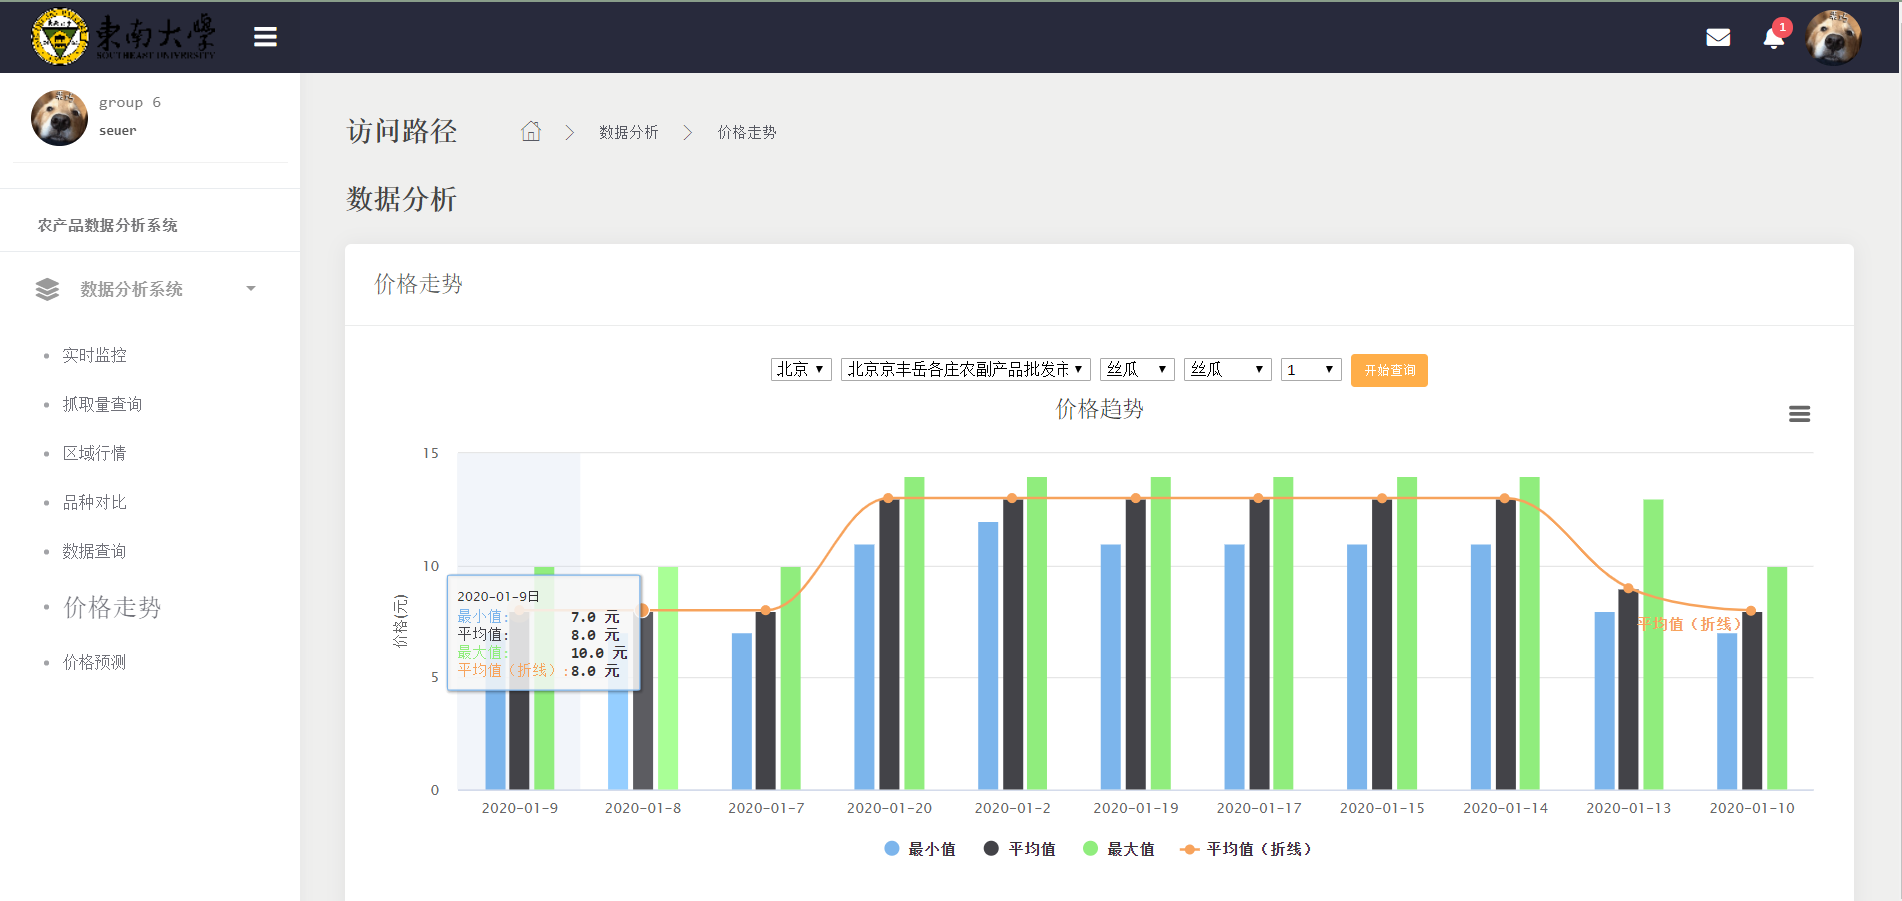 東南大學
SOUTHEAST UNIVERSITY
1
group 6
seuer
农产品数据分析系统
数据分析系统
实时监控
抓取量查询
区域行情
品种对比
数据查询
价格走势
价格预测
访问路径 数据分析 价格走势
数据分析
价格走势
北京 北京京丰岳各庄农副产品批发市 丝瓜 丝瓜 1 开始查询
价格趋势
15
10
5
0
价格(元)
2020-01-9日
最小值: 7.0 元
平均值: 8.0 元
最大值: 10.0 元
平均值（折线）:8.0 元
平均值（折线）
2020-01-9 2020-01-8 2020-01-7 2020-01-20 2020-01-2 2020-01-19 2020-01-17 2020-01-15 2020-01-14 2020-01-13 2020-01-10
最小值 平均值 最大值 平均值（折线）